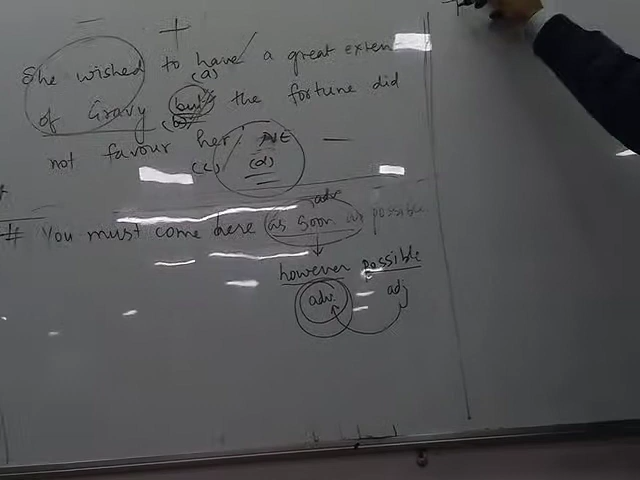 — +
She wished to have a great exten
(a)
of Gravy but the fortune did
(b)
not favour her. NE —
(c) (d)
adv
# You must come here as soon as possible
however possible
adv. adj